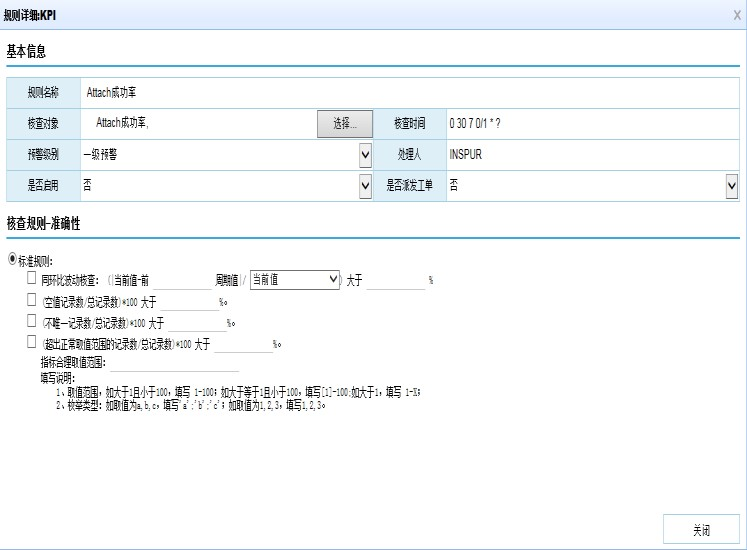 规则详细:KPI
X
基本信息
规则名称 Attach成功率
核查对象 Attach成功率, 选择... 核查时间 0 30 7 0/1 * ?
预警级别 一级预警 处理人 INSPUR
是否启用 否 是否派发工单 否
核查规则-准确性
标准规则:
同环比波动核查: (|当前值-前 周期值|/ 当前值 ) 大于 %
(空值记录数/总记录数)*100 大于 %。
(不唯一记录数/总记录数)*100 大于 %。
(超出正常取值范围的记录数/总记录数)*100 大于 %。
指标合理取值范围:
填写说明:
1、取值范围, 如大于1且小于100, 填写 1-100; 如大于等于1且小于100, 填写[1]-100;如大于1, 填写 1-X;
2、枚举类型: 如取值为a,b,c, 填写'a';'b';'c'; 如取值为1,2,3, 填写1,2,3。
关闭